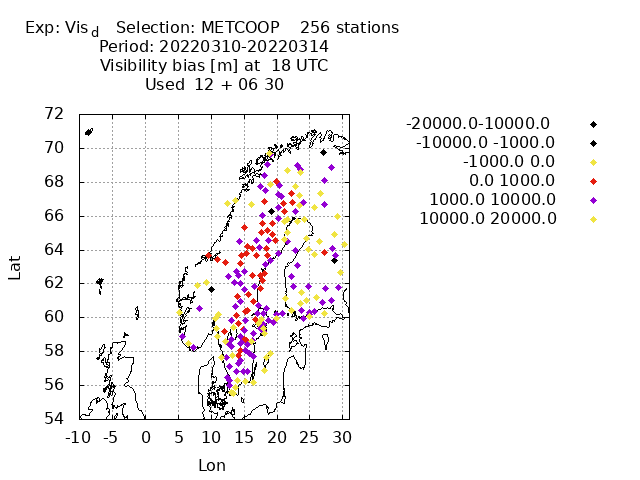 Exp: Vis d Selection: METCOOP 256 stations
Period: 20220310-20220314
Visibility bias [m] at 18 UTC
Used 12 + 06 30
-20000.0-10000.0
-10000.0 -1000.0
-1000.0 0.0
0.0 1000.0
1000.0 10000.0
10000.0 20000.0
72
70
68
66
64
62
60
58
56
54
Lat
-10 -5 0 5 10 15 20 25 30
Lon